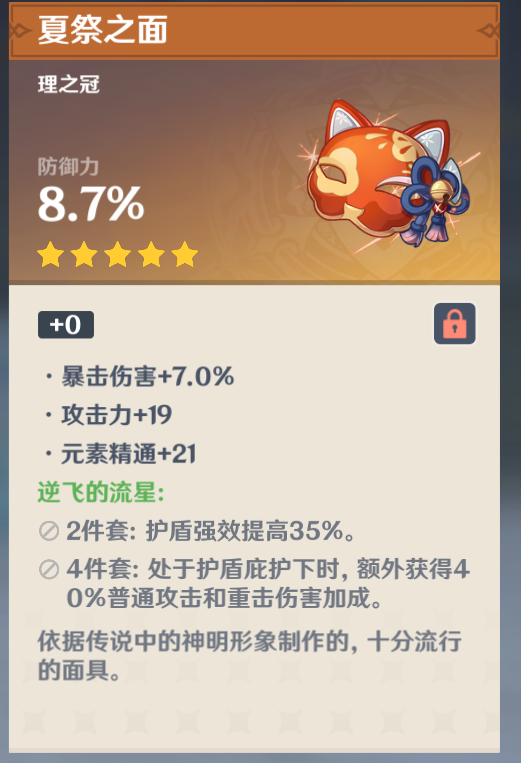 夏祭之面
理之冠
防御力
8.7%
+0
·暴击伤害+7.0%
·攻击力+19
·元素精通+21
逆飞的流星:
2件套: 护盾强效提高35%。
4件套: 处于护盾庇护下时, 额外获得4
0%普通攻击和重击伤害加成。
依据传说中的神明形象制作的, 十分流行
的面具。